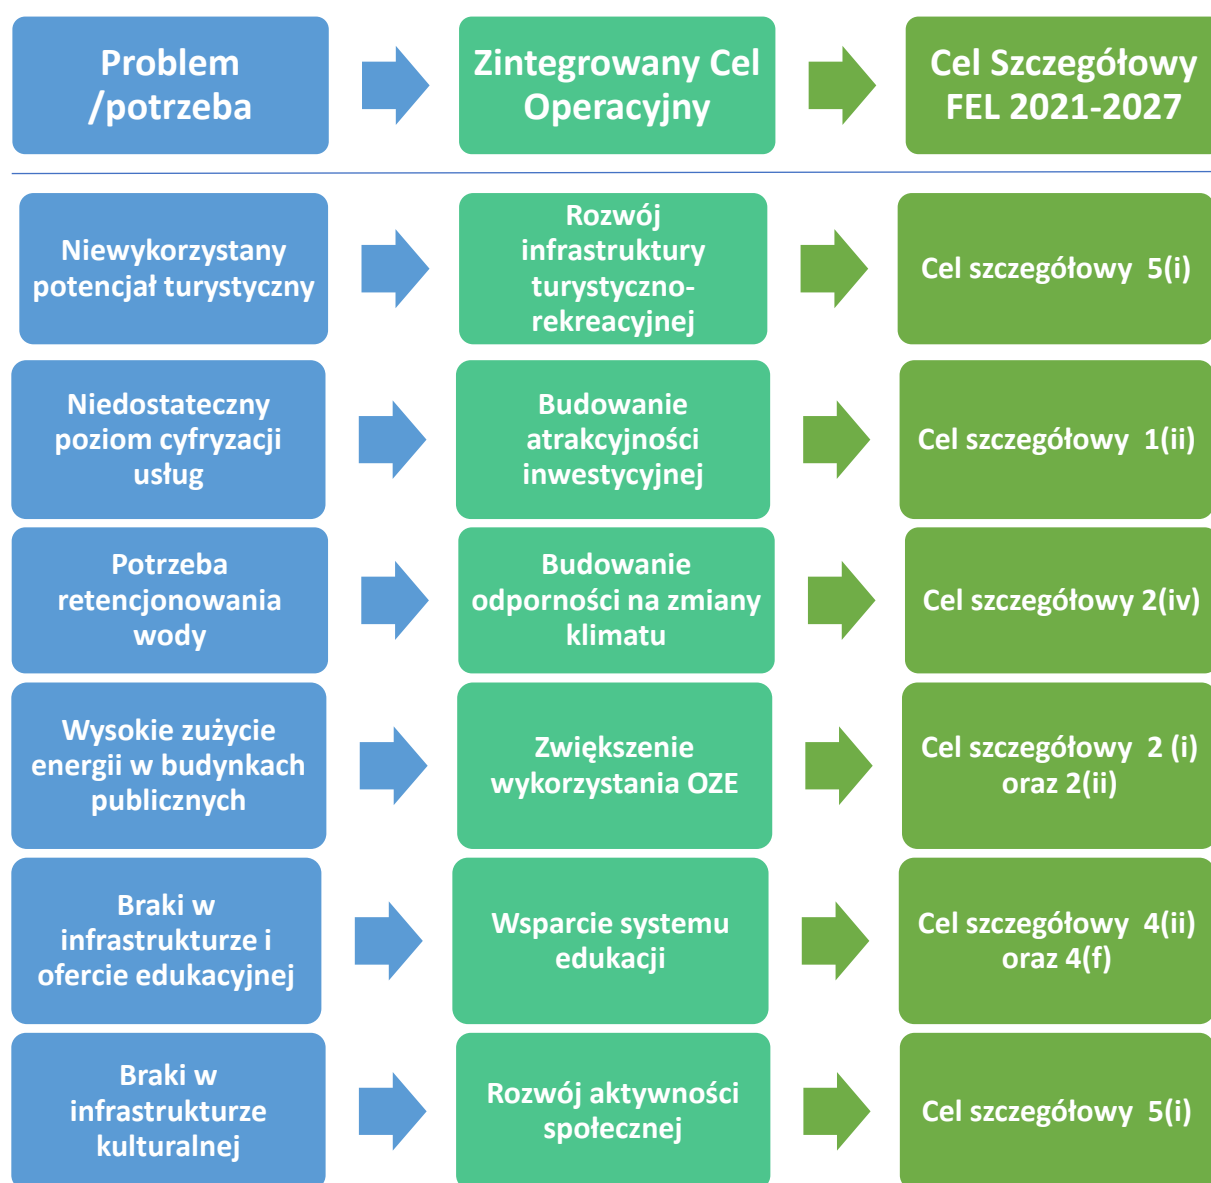 Problem
/potrzeba
Zintegrowany Cel
Operacyjny
Cel Szczegółowy
FEL 2021-2027
Niewykorzystany
potencjał turystyczny
Rozwój
infrastruktury
turystyczno-
rekreacyjnej
Cel szczegółowy 5(i)
Niedostateczny
poziom cyfryzacji
usług
Budowanie
atrakcyjności
inwestycyjnej
Cel szczegółowy 1(ii)
Potrzeba
retencjonowania
wody
Budowanie
odporności na zmiany
klimatu
Cel szczegółowy 2(iv)
Wysokie zużycie
energii w budynkach
publicznych
Zwiększenie
wykorzystania OZE
Cel szczegółowy 2 (i)
oraz 2(ii)
Braki w
infrastrukturze i
ofercie edukacyjnej
Wsparcie systemu
edukacji
Cel szczegółowy 4(ii)
oraz 4(f)
Braki w
infrastrukturze
kulturalnej
Rozwój aktywności
społecznej
Cel szczegółowy 5(i)